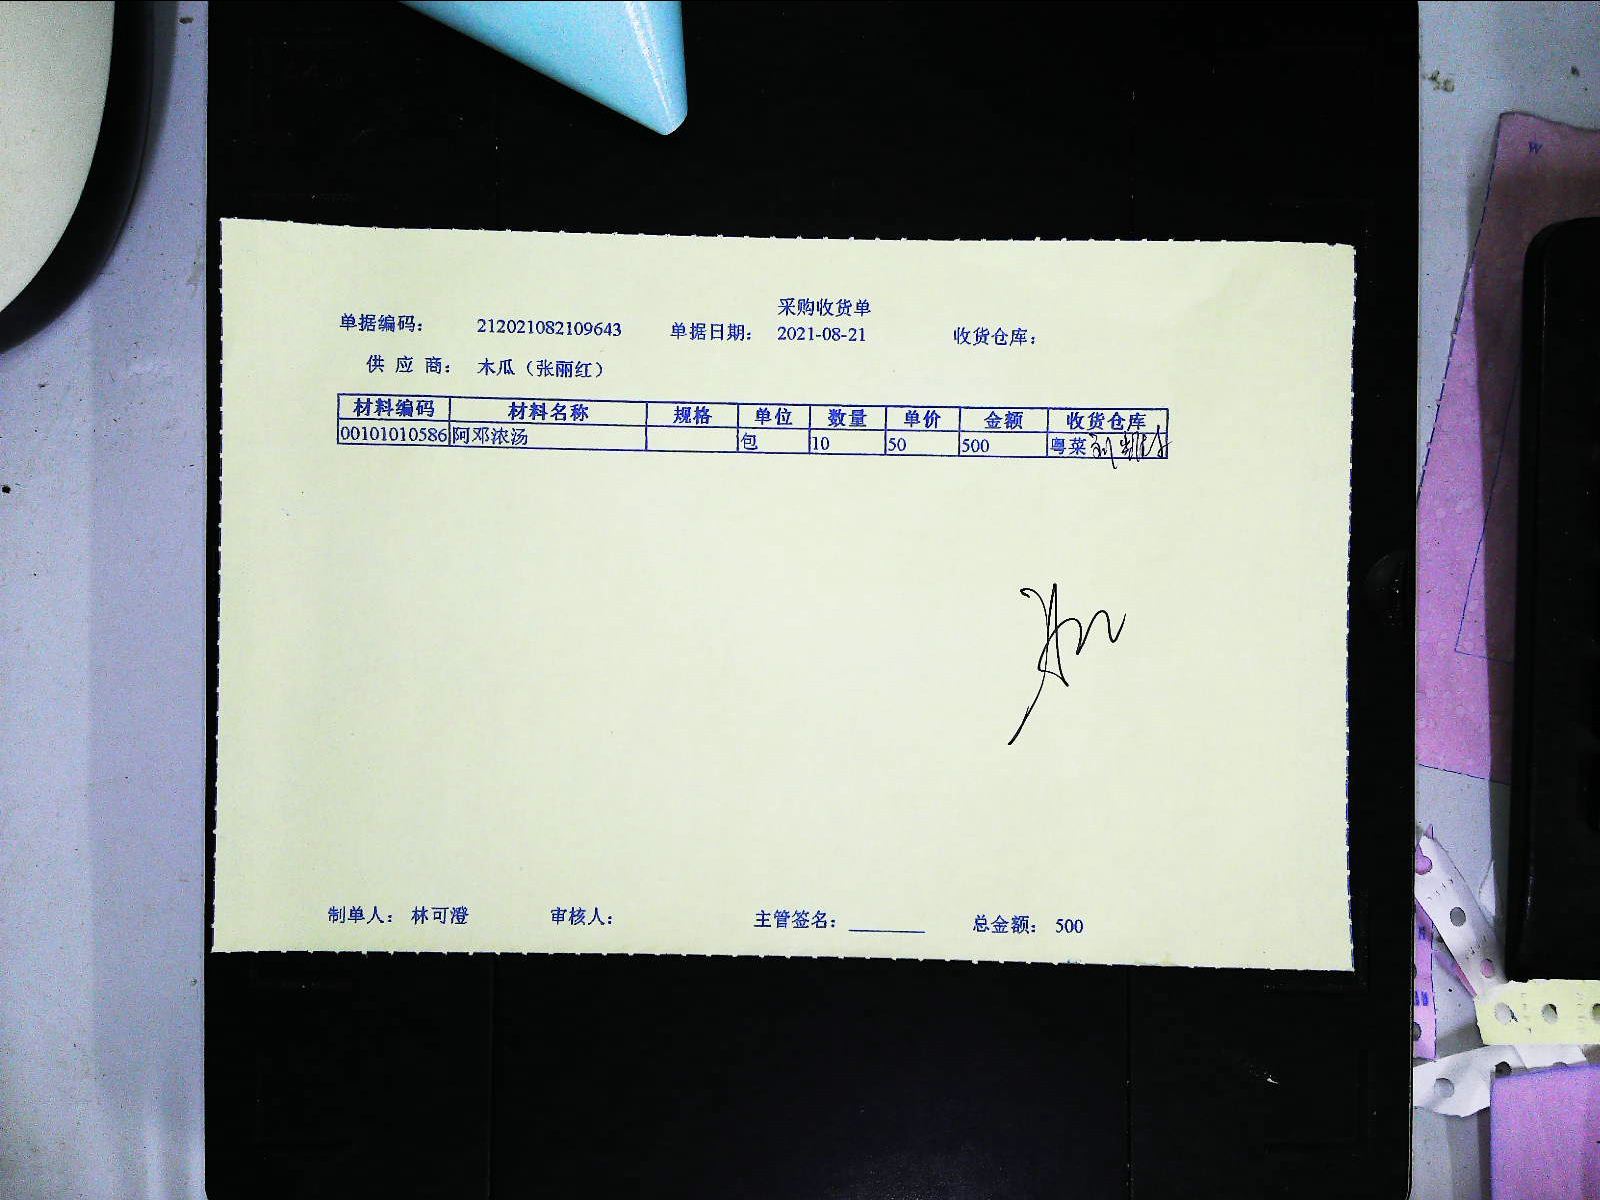 采购收货单
单据编码: 212021082109643 单据日期: 2021-08-21 收货仓库:
供 应 商: 木瓜（张丽红）
材料编码 材料名称 规格 单位 数量 单价 金额 收货仓库
00101010586 阿邓浓汤 包 10 50 500 粤菜
制单人: 林可澄 审核人: 主管签名: 总金额: 500